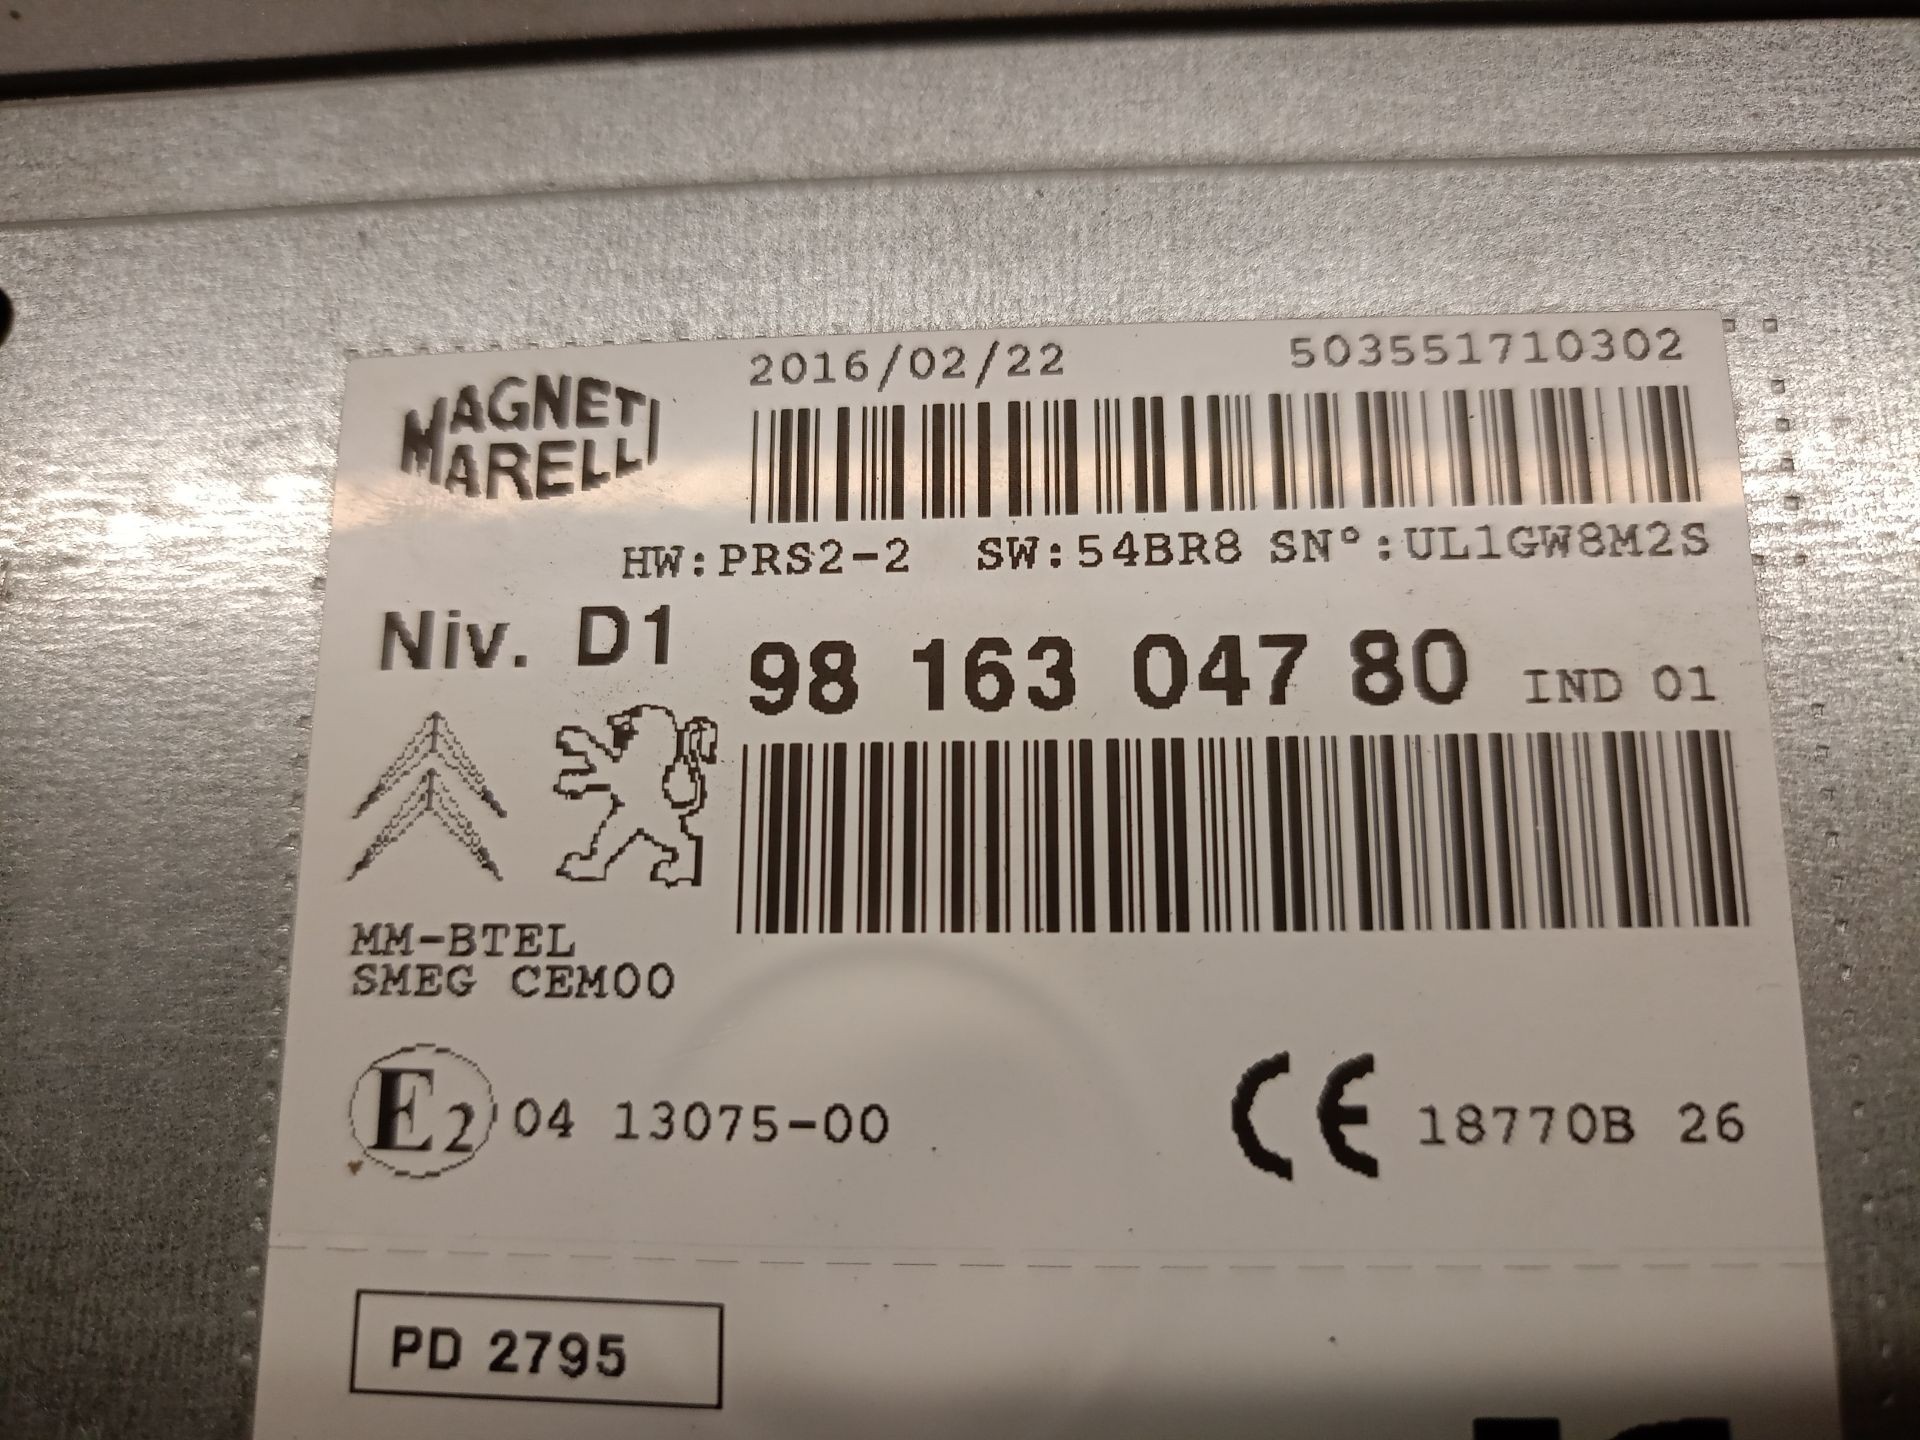 MAGNETI
MARELLI
2016/02/22 503551710302
HW:PRS2-2 SW:54BR8 SN°:UL1GW8M2S
Niv. D1 98 163 047 80 IND 01
MM-BTEL
SMEG CEM00
E2 04 13075-00 CE 18770B 26
PD 2795